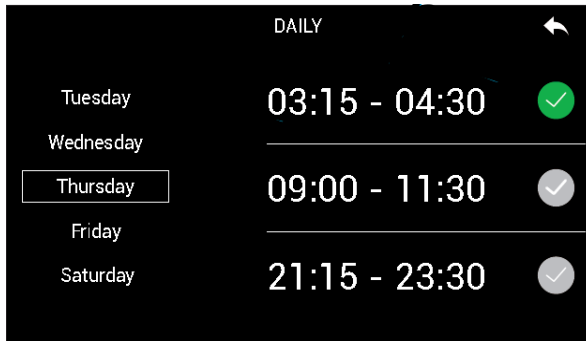 DAILY
Tuesday
03:15 - 04:30
Wednesday
Thursday
09:00 - 11:30
Friday
Saturday
21:15 - 23:30